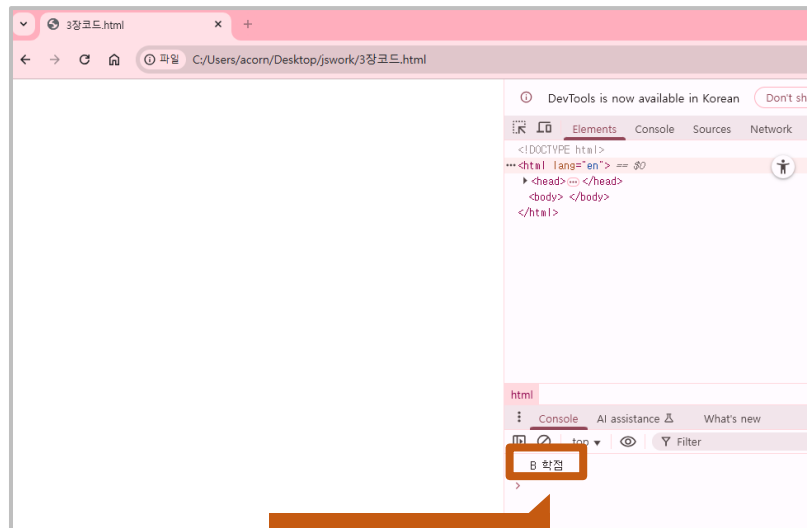 3장코드.html
파일 C:/Users/acorn/Desktop/jswork/3장코드.html
DevTools is now available in Korean Don't sh
Elements Console Sources Network
<!DOCTYPE html>
<html lang="en"> == $0
<head> </head>
<body> </body>
</html>
html
Console AI assistance What's new
top Filter
B 학점